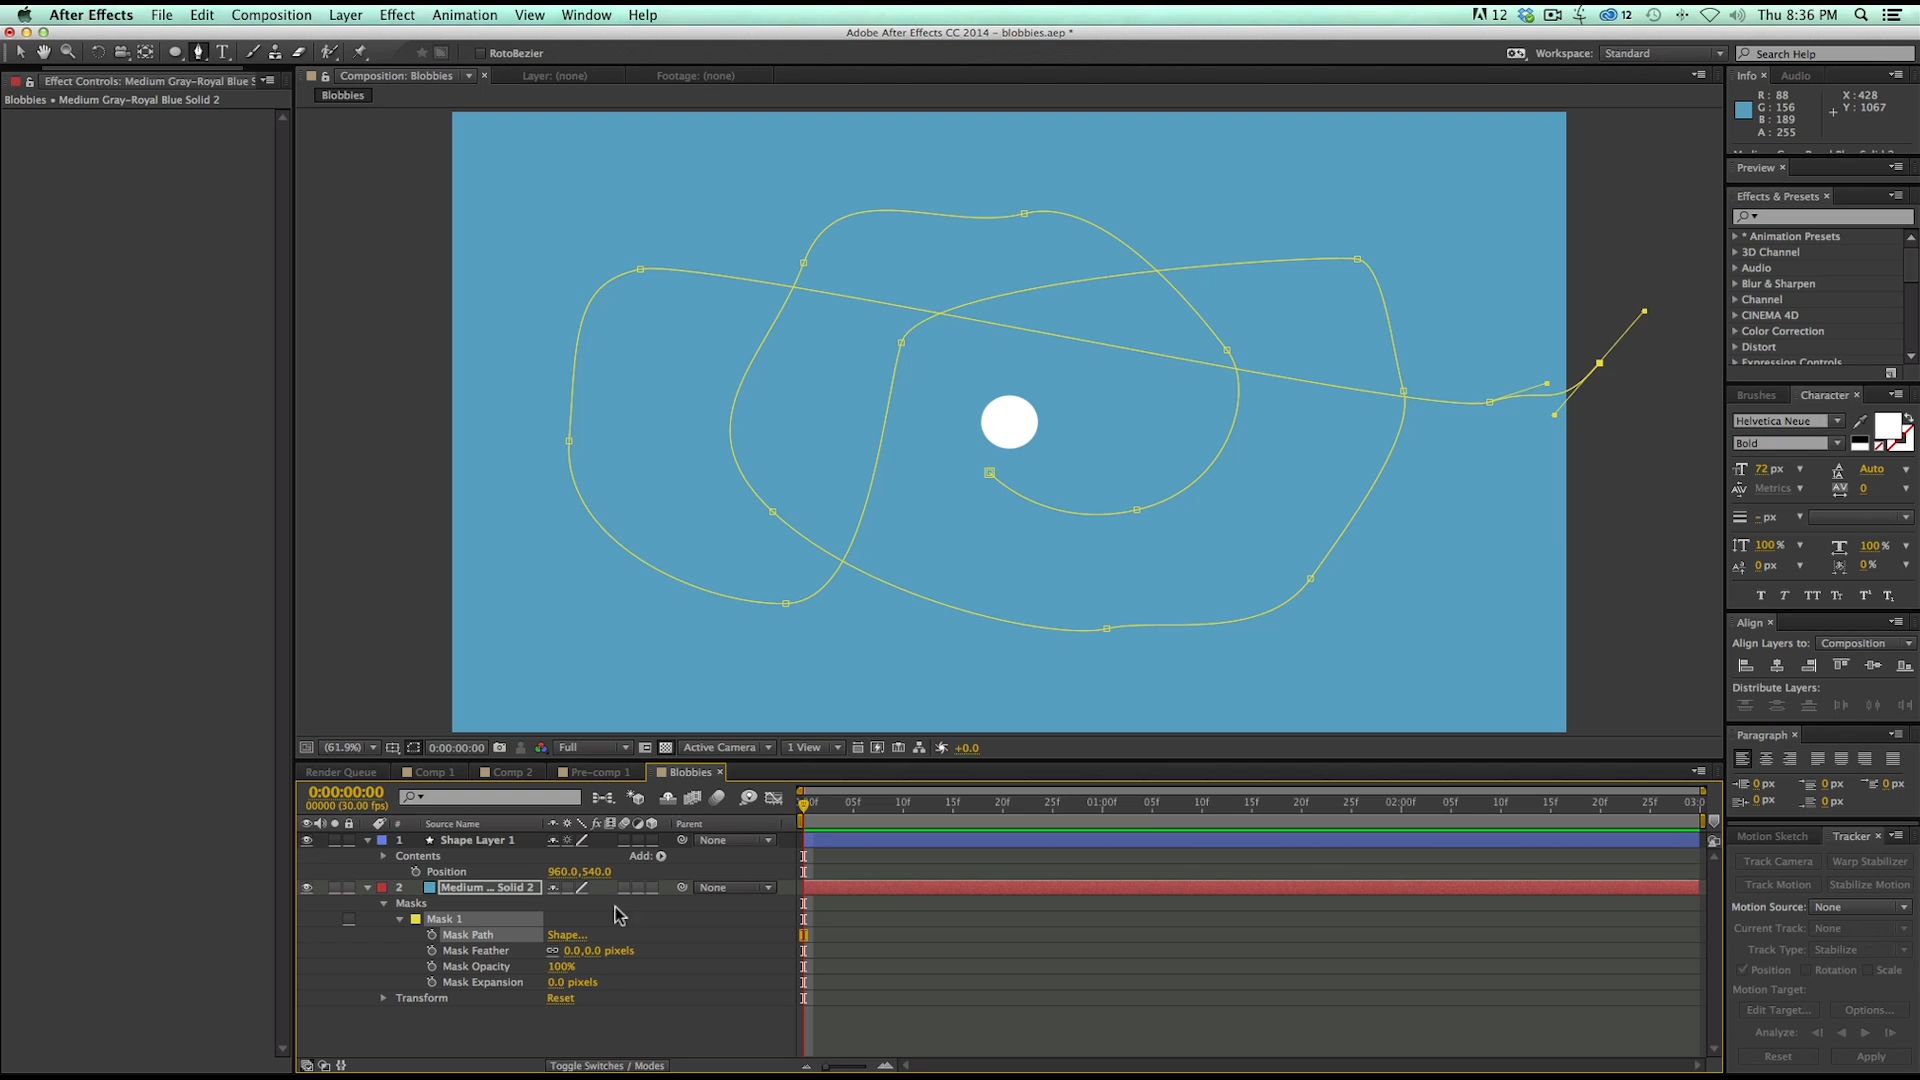 After Effects File Edit Composition Layer Effect Animation View Window Help
12 12 Thu 8:36 PM
Adobe After Effects CC 2014 – blobbies.aep *
T RotoBezier Workspace: Standard Search Help
Effect Controls: Medium Gray-Royal Blue S
Blobbies • Medium Gray-Royal Blue Solid 2
Composition: Blobbies Layer: (none) Footage: (none)
Blobbies
Info Audio
R: 88 X: 428
G: 156 Y: 1067
B: 189
A: 255
Preview
Effects & Presets
* Animation Presets
3D Channel
Audio
Blur & Sharpen
Channel
CINEMA 4D
Color Correction
Distort
Expression Controls
Brushes Character
Helvetica Neue
Bold
72 px Auto
Metrics 0
- px
100% 100%
0 px 0%
Align
Align Layers to: Composition
Distribute Layers:
Paragraph
0 px 0 px 0 px
0 px 0 px
Motion Sketch Tracker
Track Camera Warp Stabilizer
Track Motion Stabilize Motion
Motion Source: None
Current Track: None
Track Type: Stabilize
Position Rotation Scale
Motion Target:
Edit Target... Options...
Analyze:
Reset Apply
(61.9%) 0:00:00:00 Full Active Camera 1 View +0.0
Render Queue Comp 1 Comp 2 Pre-comp 1 Blobbies
0:00:00:00
00000 (30.00 fps)
05f 10f 15f 20f 25f 01:00f 05f 10f 15f 20f 25f 02:00f 05f 10f 15f 20f 25f 03:0
# Source Name fx Parent
1 Shape Layer 1 None
Contents Add:
Position 960.0,540.0
2 Medium ... Solid 2 None
Masks
Mask 1
Mask Path Shape...
Mask Feather 0.0,0.0 pixels
Mask Opacity 100%
Mask Expansion 0.0 pixels
Transform Reset
Toggle Switches / Modes